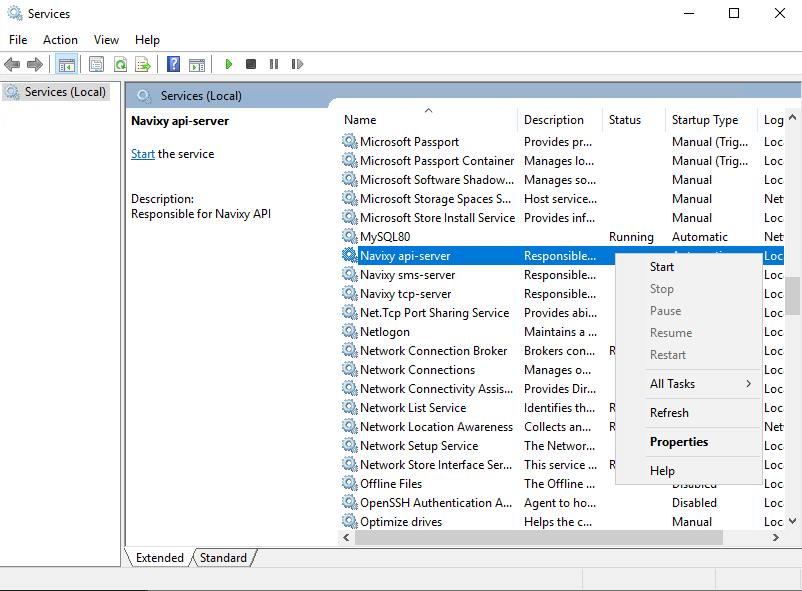 Services
File Action View Help
Services (Local)
Services (Local)
Navixy api-server
Start the service
Description:
Responsible for Navixy API
Name Description Status Startup Type Log
Microsoft Passport Provides pr... Manual (Trig... Loc
Microsoft Passport Container Manages lo... Manual (Trig... Loc
Microsoft Software Shadow... Manages so... Manual Loc
Microsoft Storage Spaces S... Host service... Manual Net
Microsoft Store Install Service Provides inf... Manual Loc
MySQL80 Running Automatic Net
Navixy api-server Responsible... Loc
Navixy sms-server Responsible... Loc
Navixy tcp-server Responsible... Loc
Net.Tcp Port Sharing Service Provides abi... Loc
Netlogon Maintains a ... Loc
Network Connection Broker Brokers con... R Loc
Network Connections Manages o... Loc
Network Connectivity Assis... Provides Dir... Loc
Network List Service Identifies th... R Loc
Network Location Awareness Collects an... R Net
Network Setup Service The Networ... Loc
Network Store Interface Ser... This service ... R Loc
Offline Files The Offline ... Disabled Loc
OpenSSH Authentication A... Agent to ho... Disabled Loc
Optimize drives Helps the c... Manual Loc
Start
Stop
Pause
Resume
Restart
All Tasks
Refresh
Properties
Help
Extended Standard